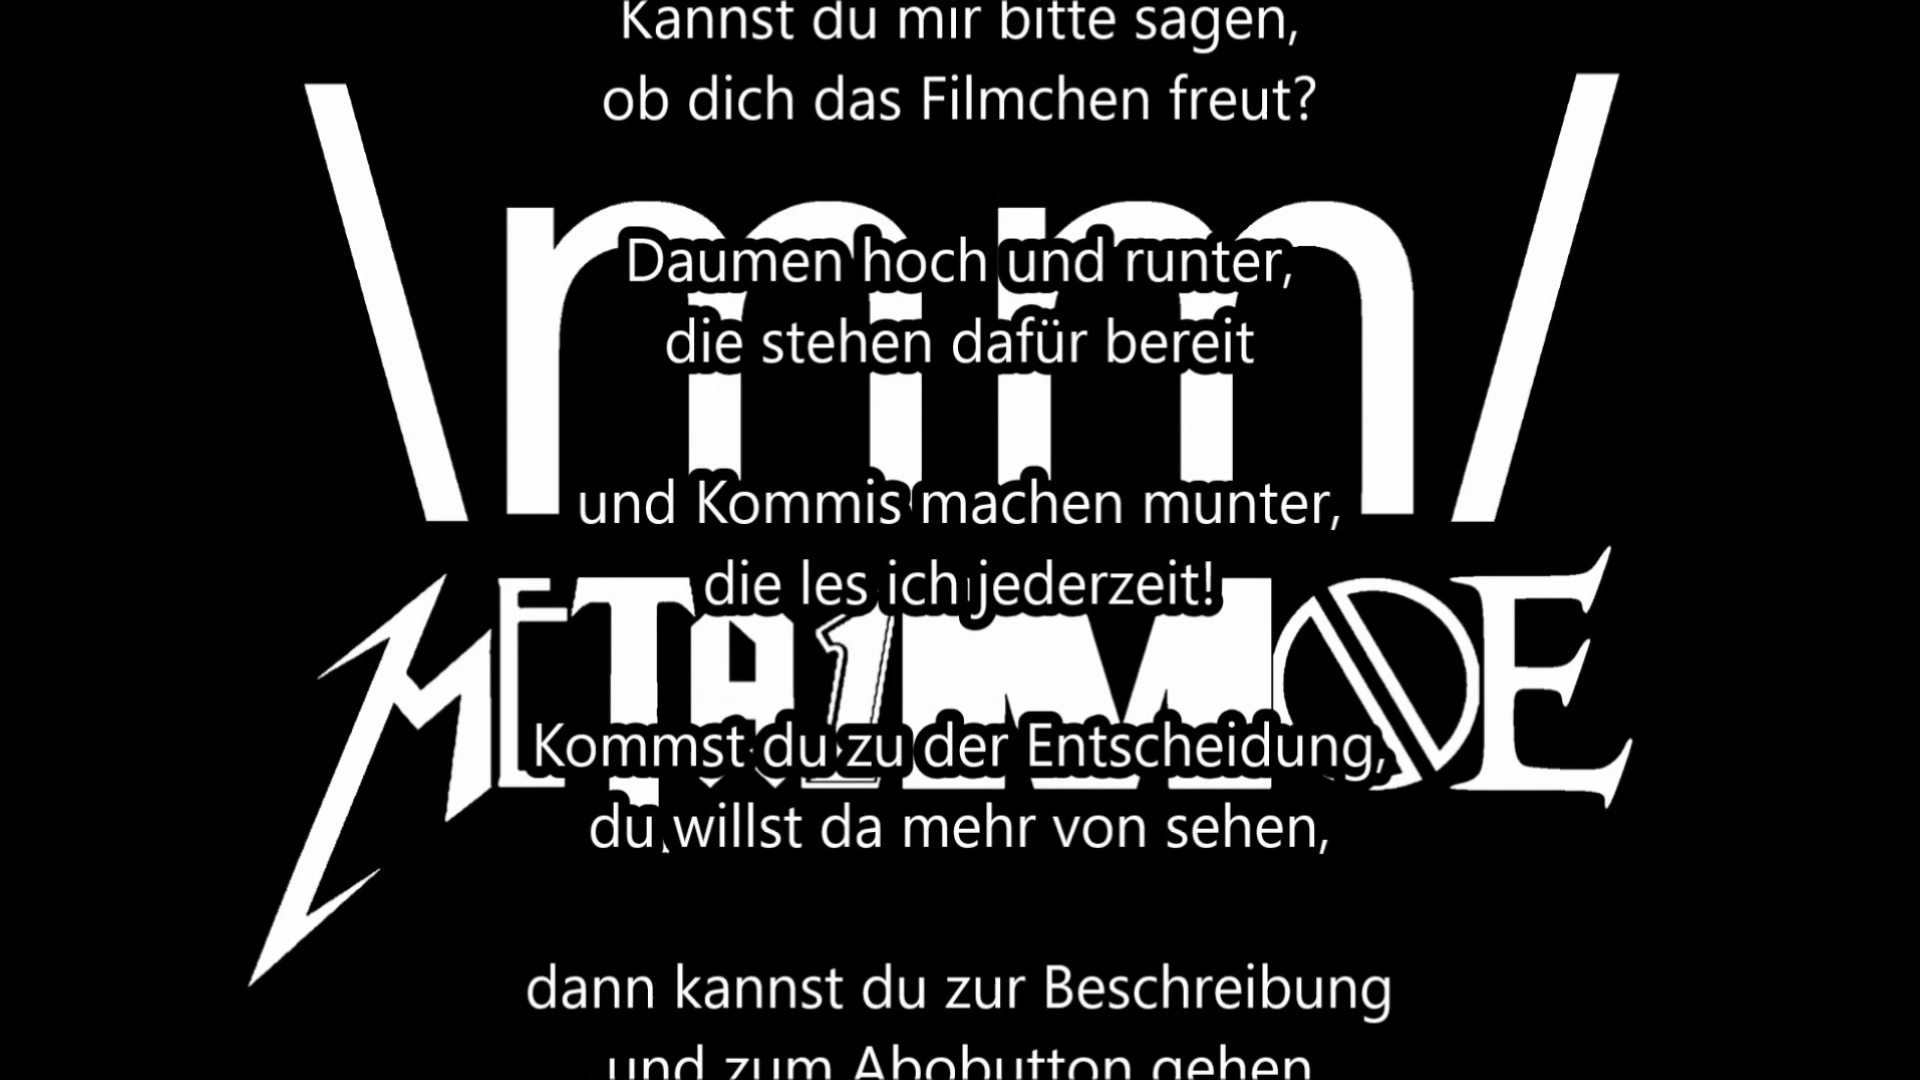 Kannst du mir bitte sagen,
ob dich das Filmchen freut?
\mm/
Daumen hoch und runter,
die stehen dafür bereit
und Kommis machen munter,
die les ich jederzeit!
Kommst du zu der Entscheidung,
du willst da mehr von sehen,
dann kannst du zur Beschreibung
und zum Abobutton gehen